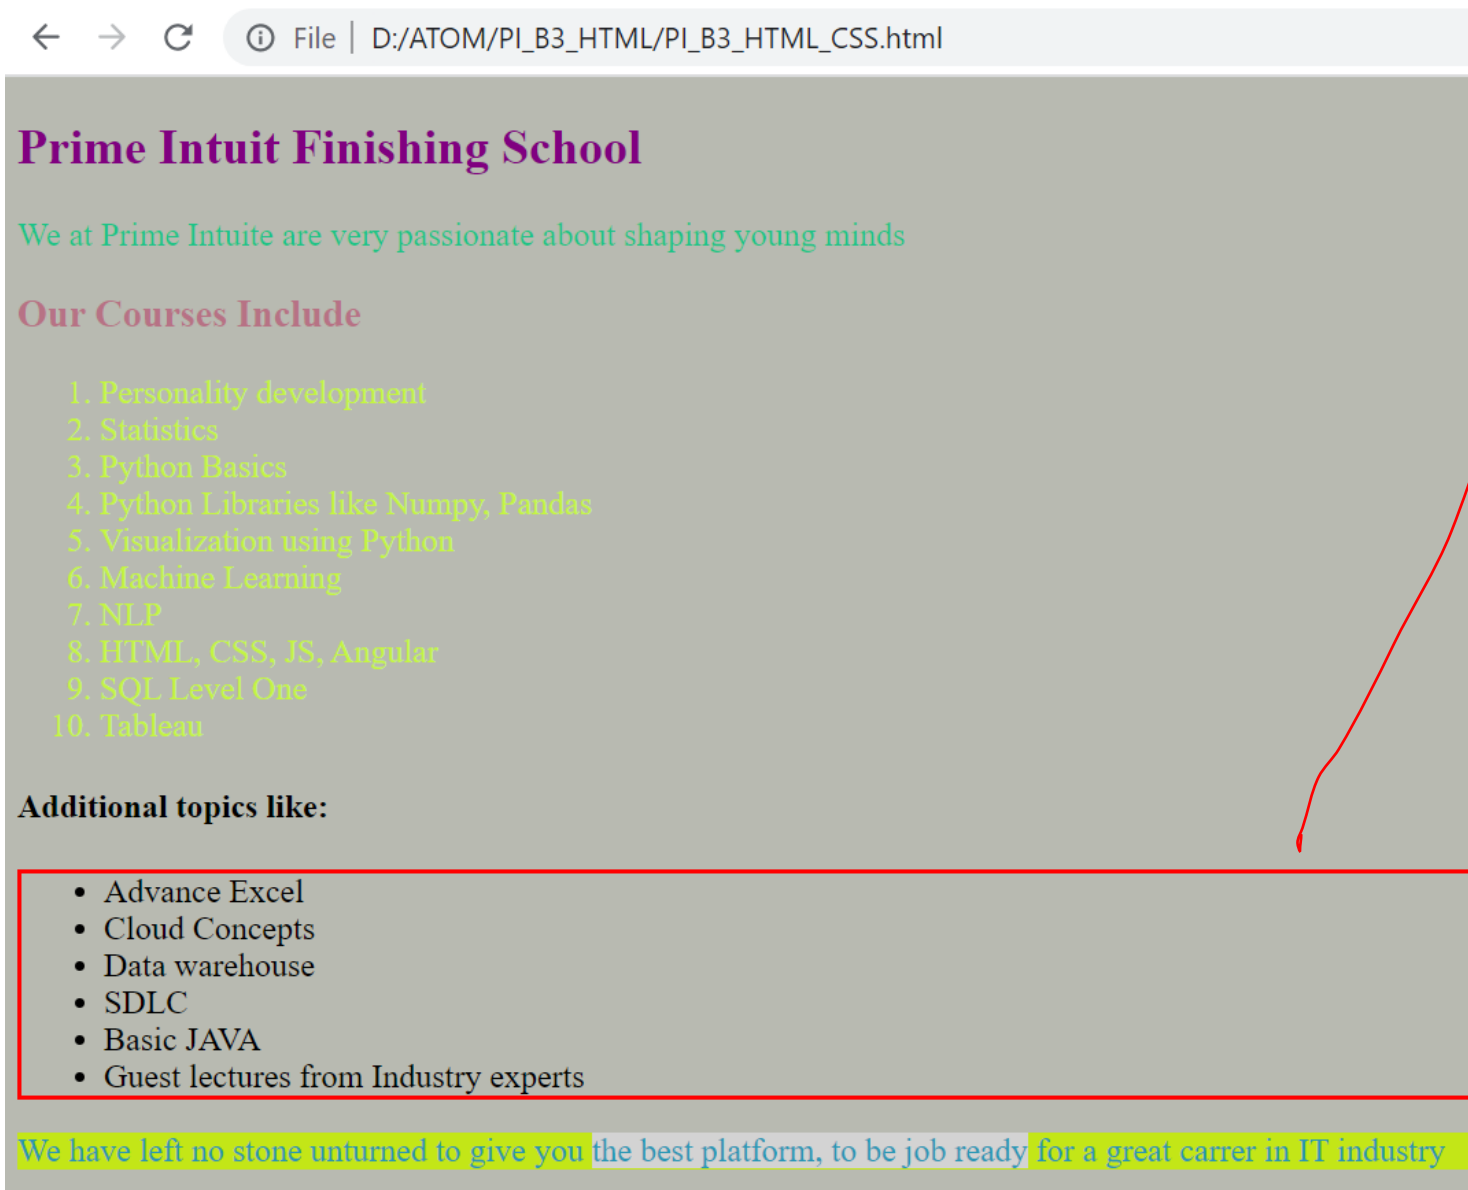 File | D:/ATOM/PI_B3_HTML/PI_B3_HTML_CSS.html
Prime Intuit Finishing School
We at Prime Intuite are very passionate about shaping young minds
Our Courses Include
1. Personality development
2. Statistics
3. Python Basics
4. Python Libraries like Numpy, Pandas
5. Visualization using Python
6. Machine Learning
7. NLP
8. HTML, CSS, JS, Angular
9. SQL Level One
10. Tableau
Additional topics like:
• Advance Excel
• Cloud Concepts
• Data warehouse
• SDLC
• Basic JAVA
• Guest lectures from Industry experts
We have left no stone unturned to give you the best platform, to be job ready for a great carrer in IT industry